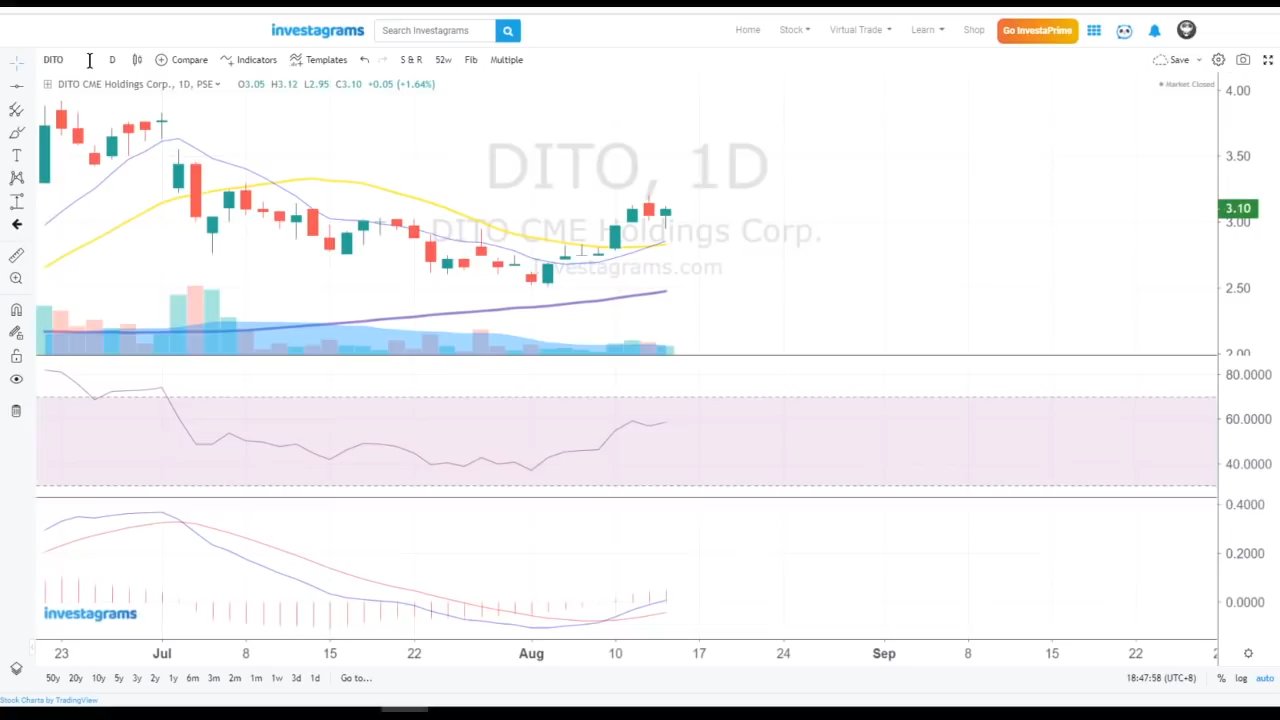 investagrams
Search Investagrams
Home
Stock
Virtual Trade
Learn
Shop
Go InvestaPrime
DITO
D
Compare
Indicators
Templates
S & R
52w
Fib
Multiple
Save
DITO CME Holdings Corp., 1D, PSE
O3.05 H3.12 L2.95 C3.10 +0.05 (+1.64%)
Market Closed
4.00
DITO, 1D
3.50
3.10
3.00
DITO CME Holdings Corp.
Investagrams.com
2.50
2.00
80.0000
60.0000
40.0000
0.4000
0.2000
0.0000
investagrams
23 Jul 8 15 22 Aug 10 17 24 Sep 8 15 22 2
50y 20y 10y 5y 3y 2y 1y 6m 3m 2m 1m 1w 3d 1d Go to...
18:47:58 (UTC+8) % log auto
Stock Charts by TradingView